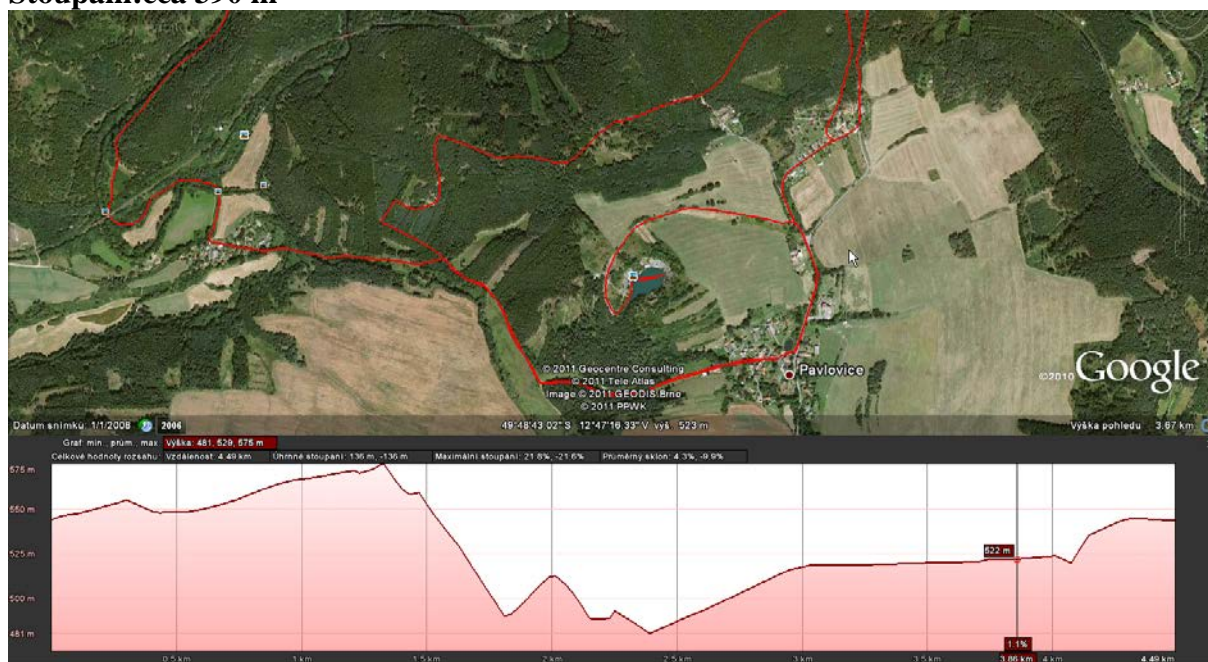 Pavlovice
© 2011 Geocentre Consulting
© 2011 Tele Atlas
Image © 2011 GEODIS Brno
© 2011 PPWK
©2010 Google
Datum snímků: 1/1/2006 2006 49°48'43.02"S 12°47'16.33"V výš. 523 m Výška pohledu 3.67 km
Graf: min., prům., max. Výška: 481, 529, 575 m
Celkové hodnoty rozsahu: Vzdálenost: 4.49 km Úhrnné stoupání: 136 m, -136 m Maximální stoupání: 21.8%, -21.6% Průměrný sklon: 4.3%, -9.9%
575 m
550 m
525 m
500 m
481 m
522 m
1.1%
0.5 km 1 km 1.5 km 2 km 2.5 km 3 km 3.5 km 3.86 km 4 km 4.49 km